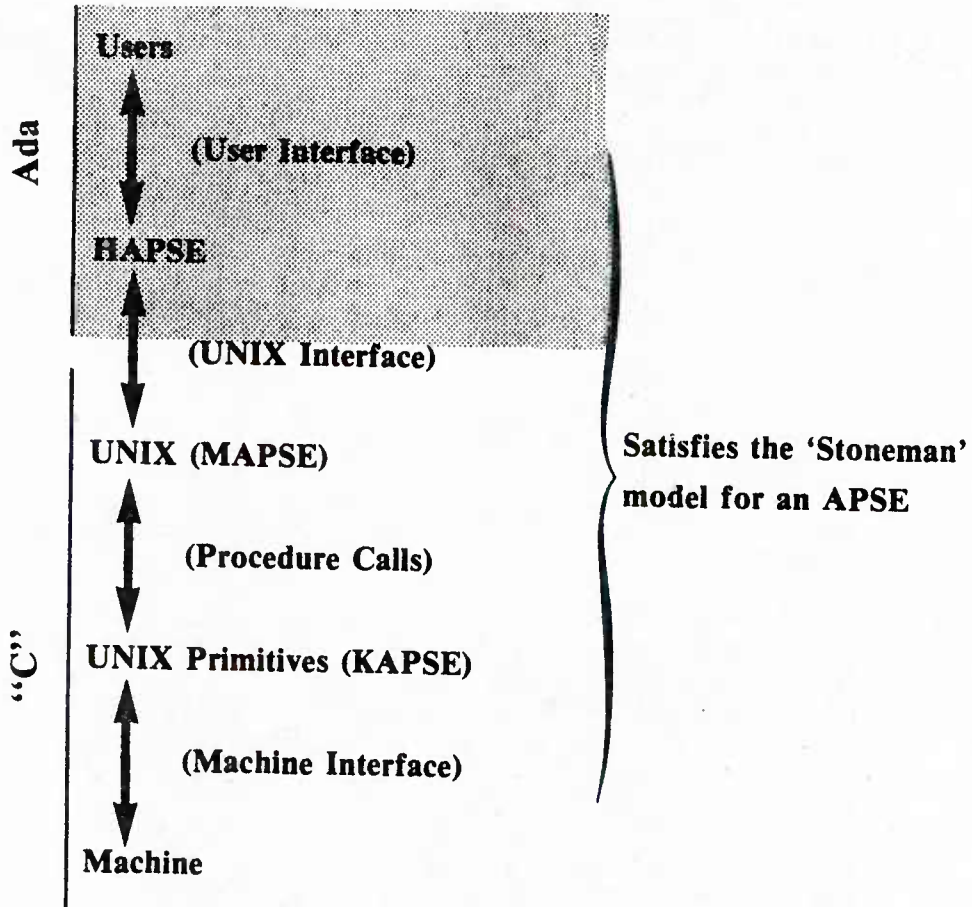 Ada
Users
(User Interface)
HAPSE
(UNIX Interface)
UNIX (MAPSE)
(Procedure Calls)
"C"
UNIX Primitives (KAPSE)
(Machine Interface)
Machine
Satisfies the 'Stoneman'
model for an APSE